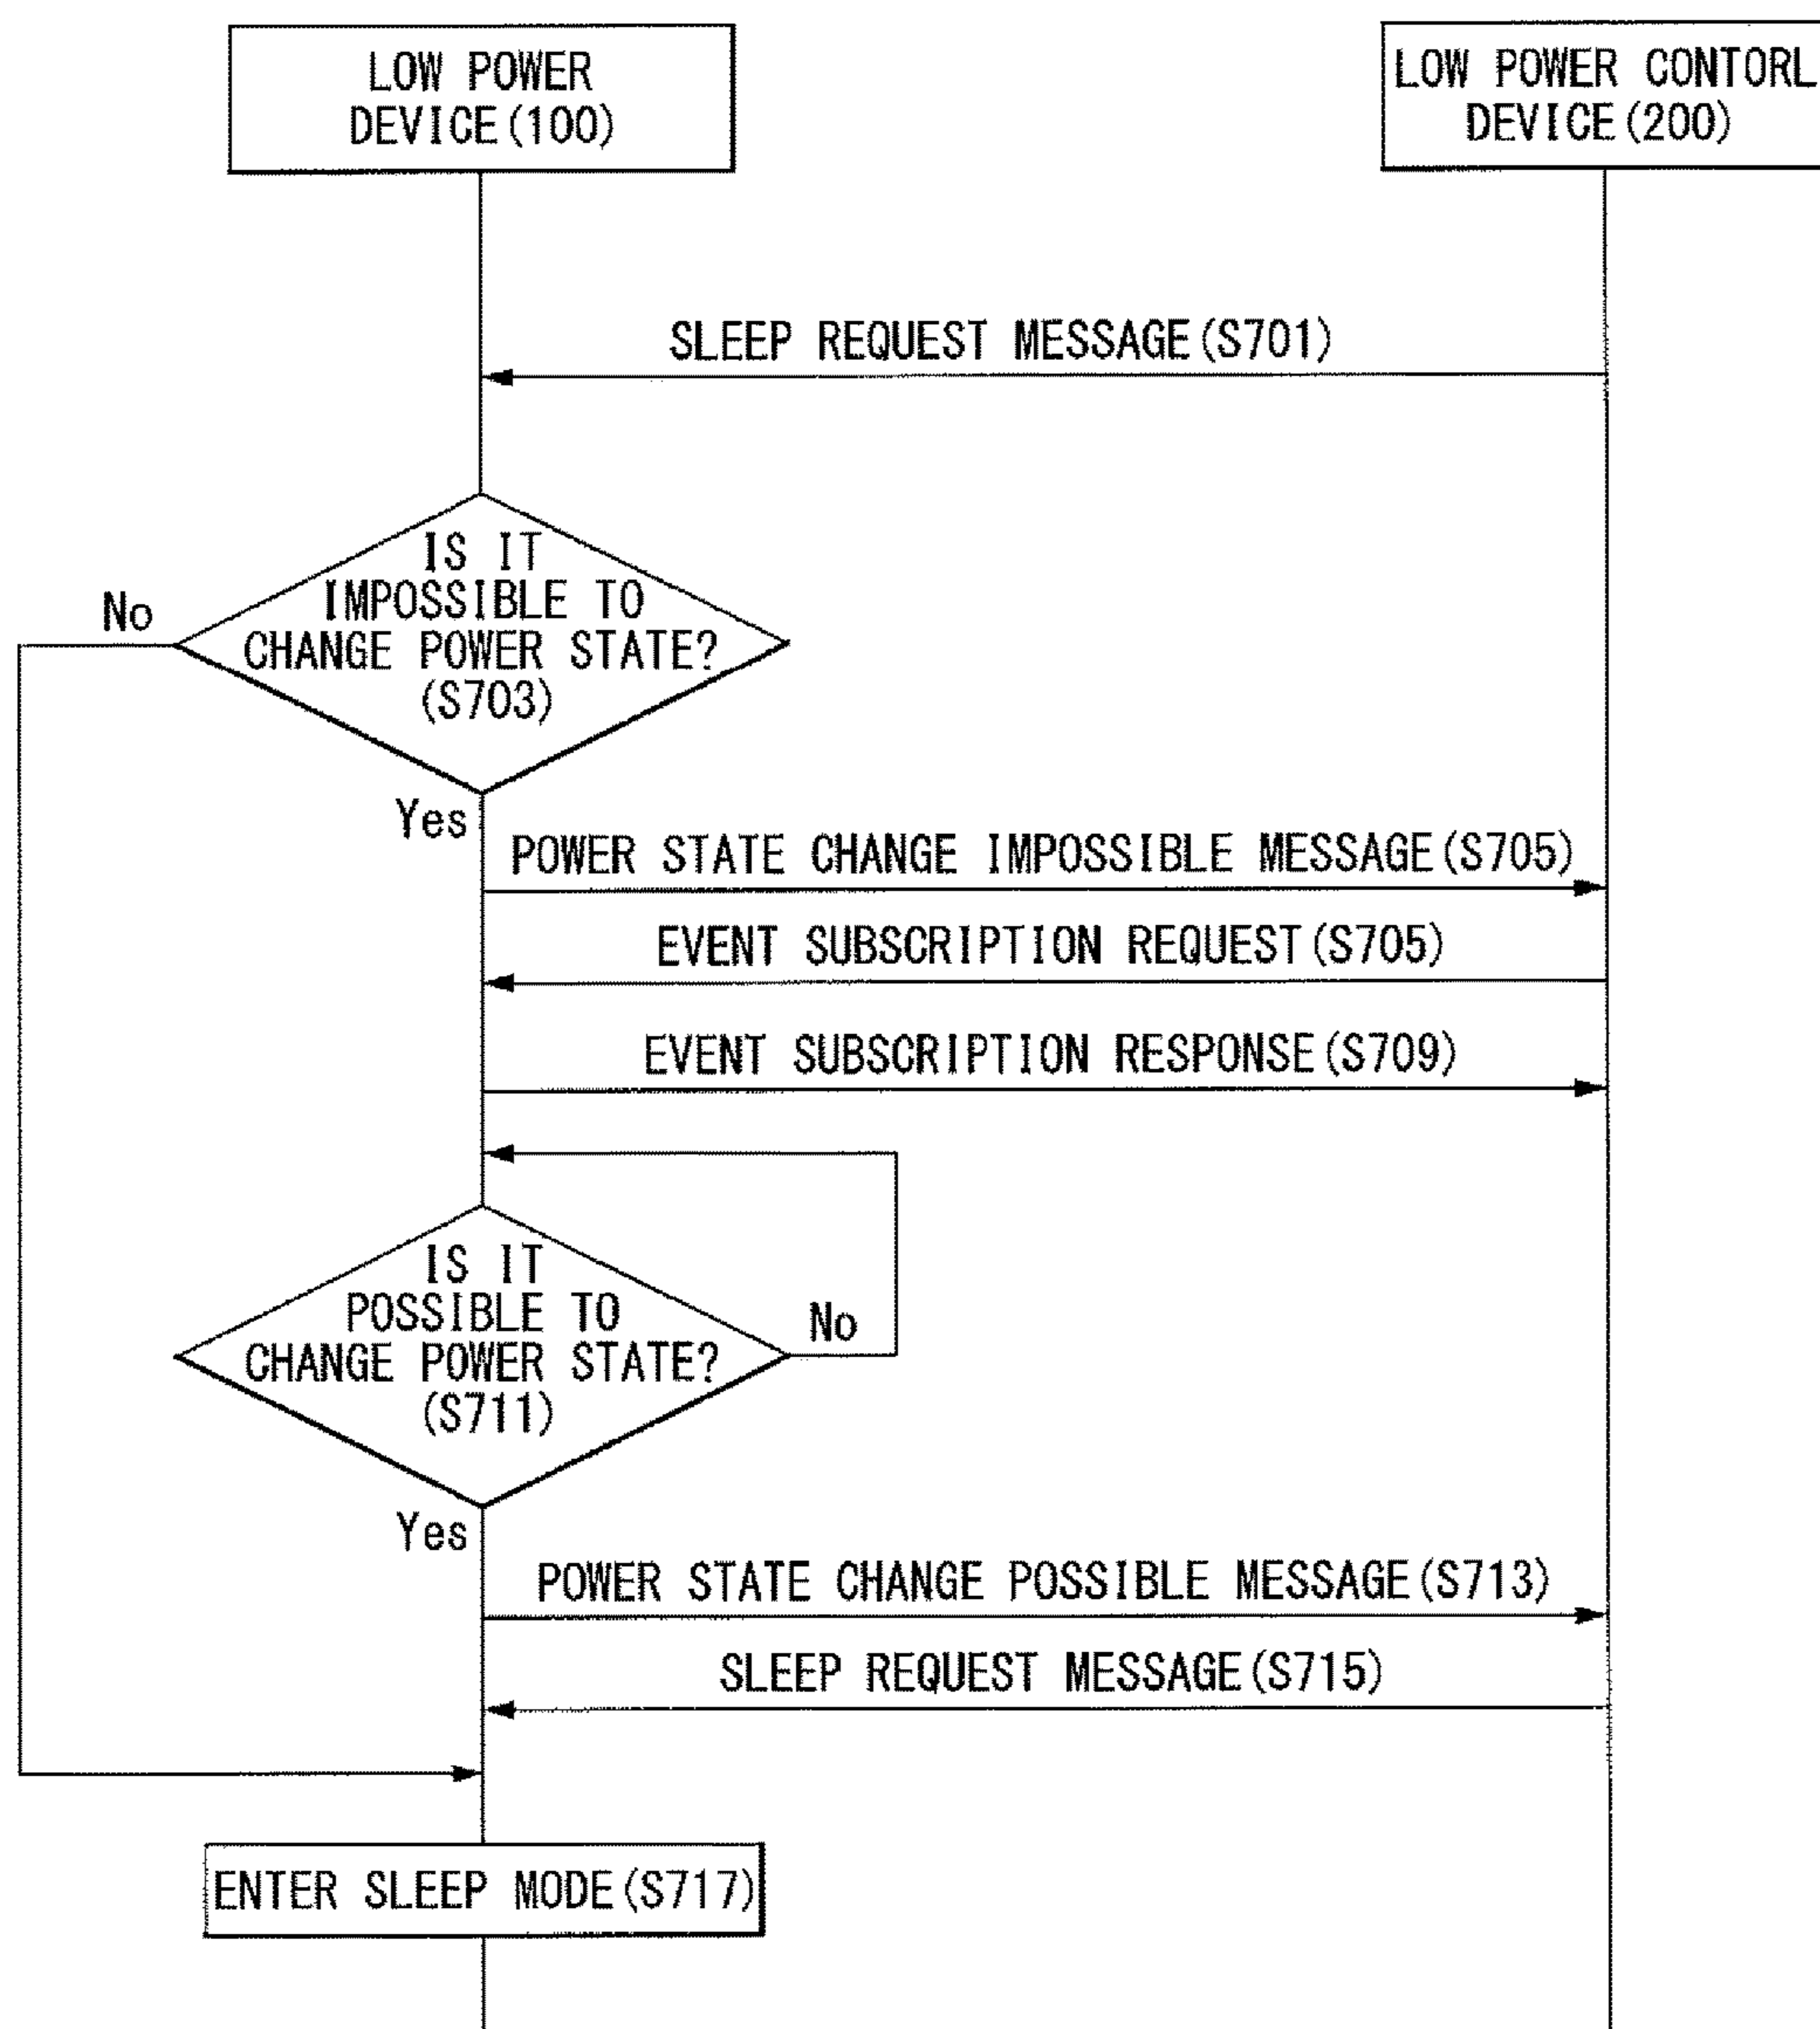 LOW POWER
DEVICE(100)
LOW POWER CONTORL
DEVICE(200)
SLEEP REQUEST MESSAGE(S701)
IS IT
IMPOSSIBLE TO
CHANGE POWER STATE?
(S703)
No
Yes
POWER STATE CHANGE IMPOSSIBLE MESSAGE(S705)
EVENT SUBSCRIPTION REQUEST(S705)
EVENT SUBSCRIPTION RESPONSE(S709)
IS IT
POSSIBLE TO
CHANGE POWER STATE?
(S711)
No
Yes
POWER STATE CHANGE POSSIBLE MESSAGE(S713)
SLEEP REQUEST MESSAGE(S715)
ENTER SLEEP MODE(S717)